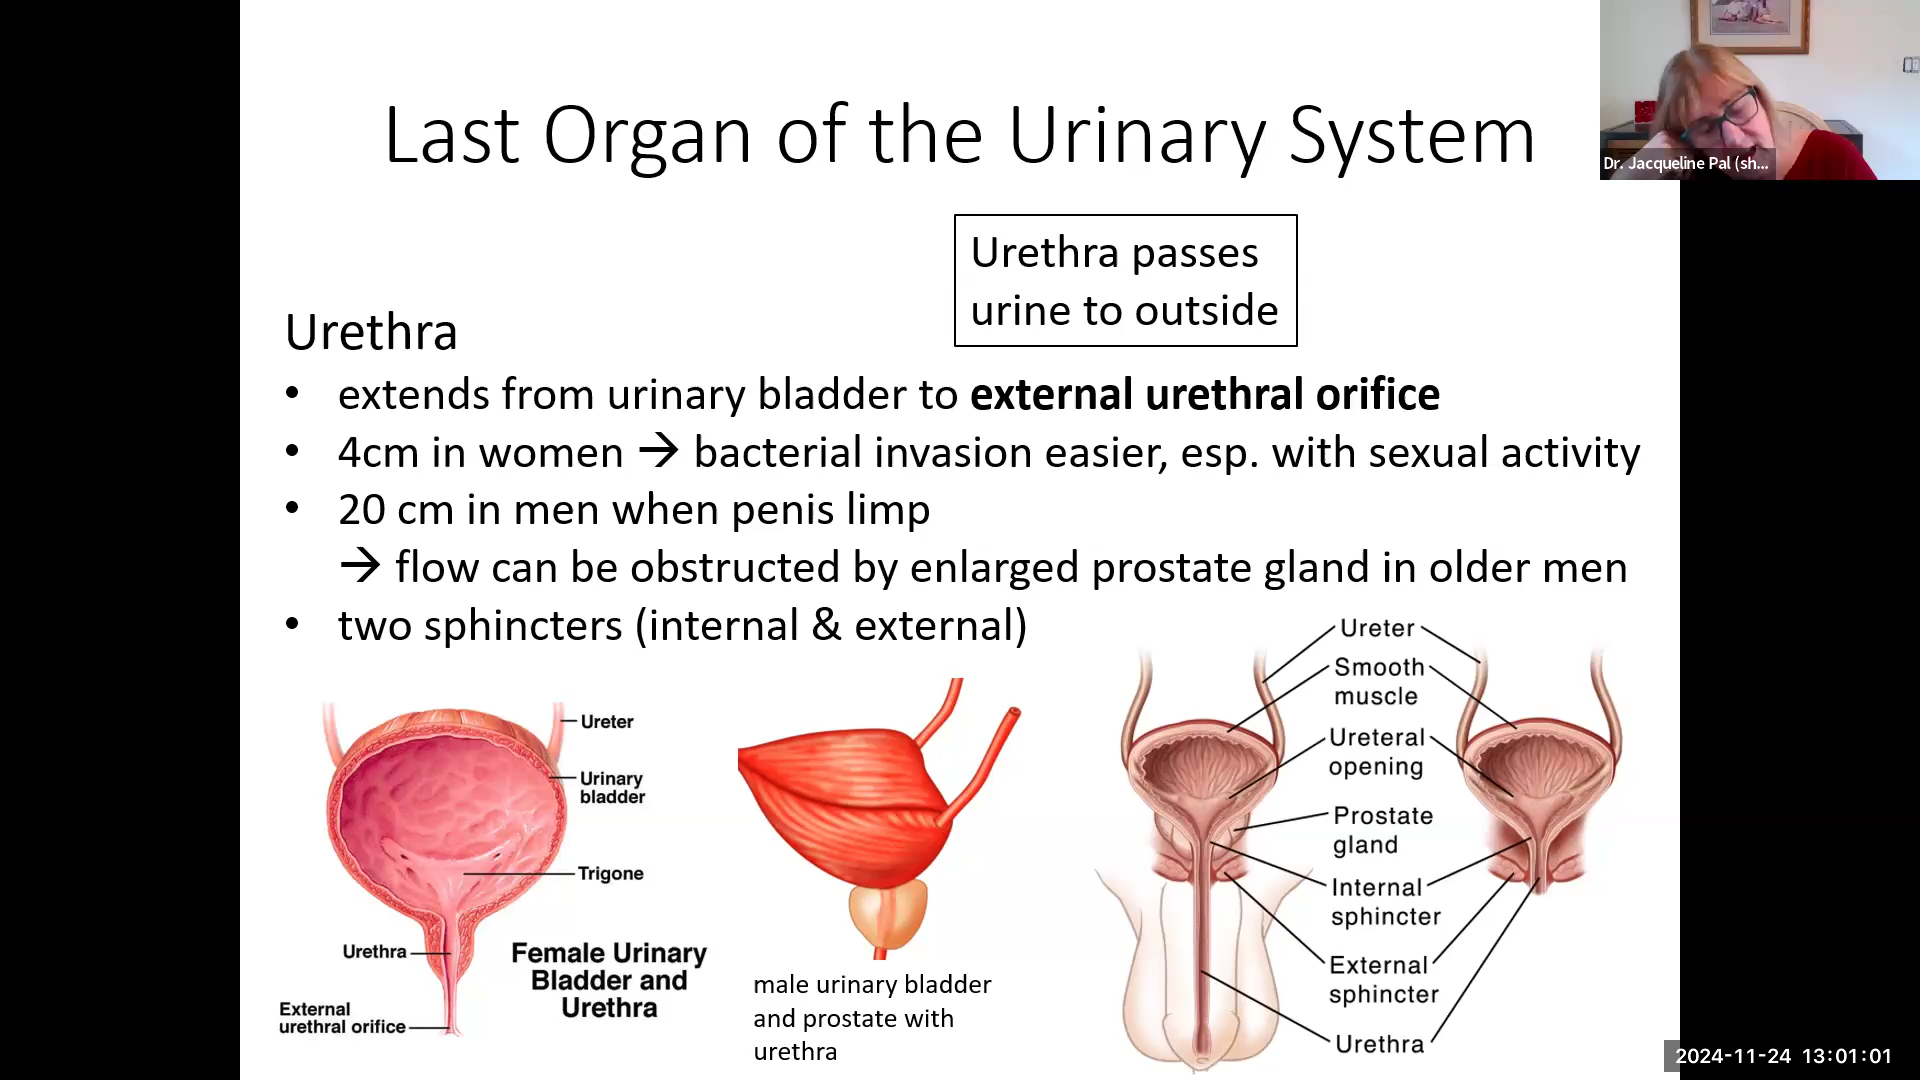 Last Organ of the Urinary System
Dr. Jacqueline Pal (sh...
Urethra passes
urine to outside
Urethra
• extends from urinary bladder to external urethral orifice
• 4cm in women → bacterial invasion easier, esp. with sexual activity
• 20 cm in men when penis limp
→ flow can be obstructed by enlarged prostate gland in older men
• two sphincters (internal & external)
Ureter
Urinary
bladder
Trigone
Urethra
External
urethral orifice
Female Urinary
Bladder and
Urethra
male urinary bladder
and prostate with
urethra
Ureter
Smooth
muscle
Ureteral
opening
Prostate
gland
Internal
sphincter
External
sphincter
Urethra
2024-11-24 13:01:01